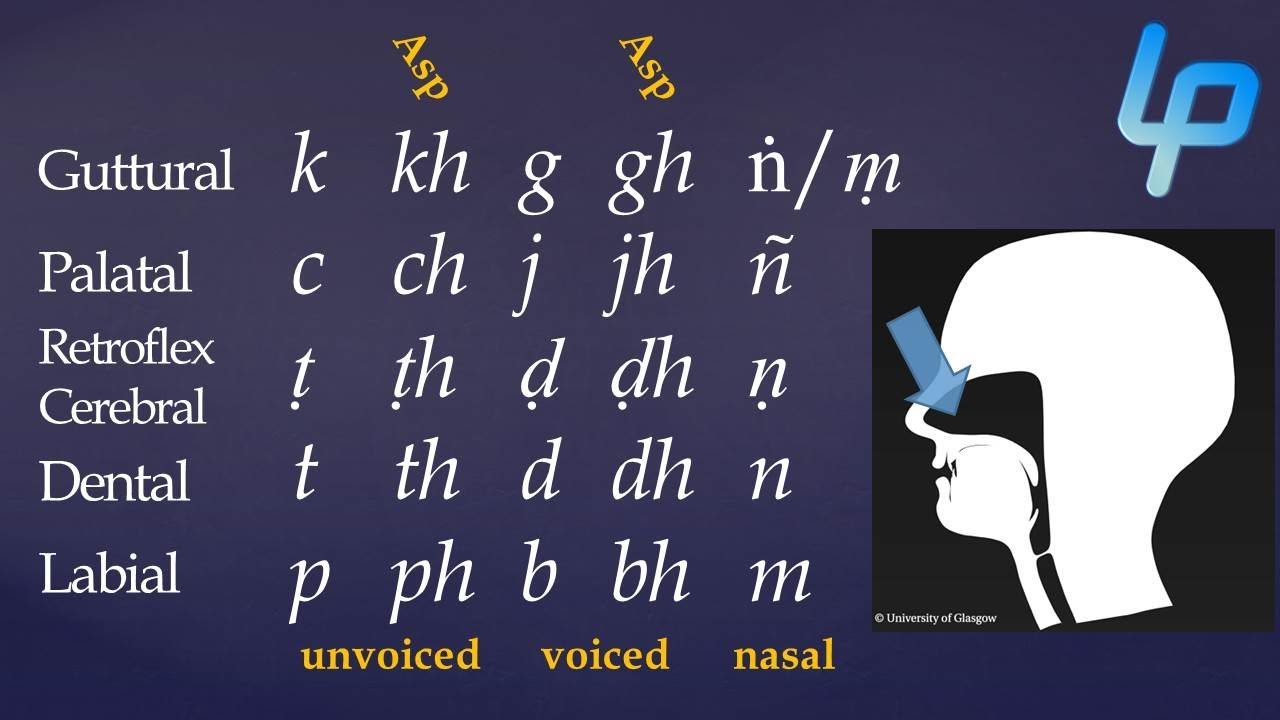 Asp Asp
Guttural k kh g gh ṅ/ṃ
Palatal c ch j jh ñ
Retroflex
Cerebral ṭ ṭh ḍ ḍh ṇ
Dental t th d dh n
Labial p ph b bh m
unvoiced voiced nasal
© University of Glasgow